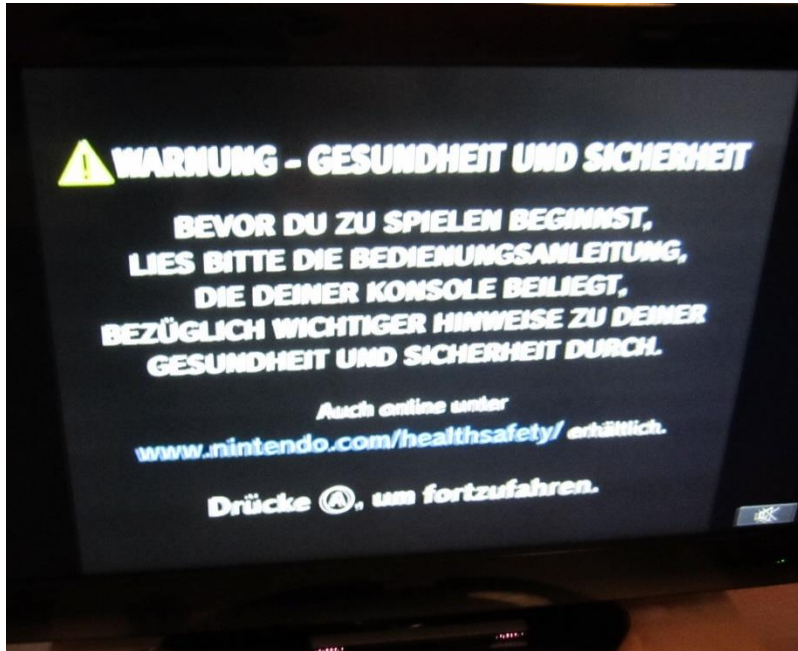 WARNUNG - GESUNDHEIT UND SICHERHEIT
BEVOR DU ZU SPIELEN BEGINNST,
LIES BITTE DIE BEDIENUNGSANLEITUNG,
DIE DEINER KONSOLE BEILIEGT,
BEZÜGLICH WICHTIGER HINWEISE ZU DEINER
GESUNDHEIT UND SICHERHEIT DURCH.
Auch online unter
www.nintendo.com/healthsafety/ erhältlich.
Drücke Ⓐ, um fortzufahren.